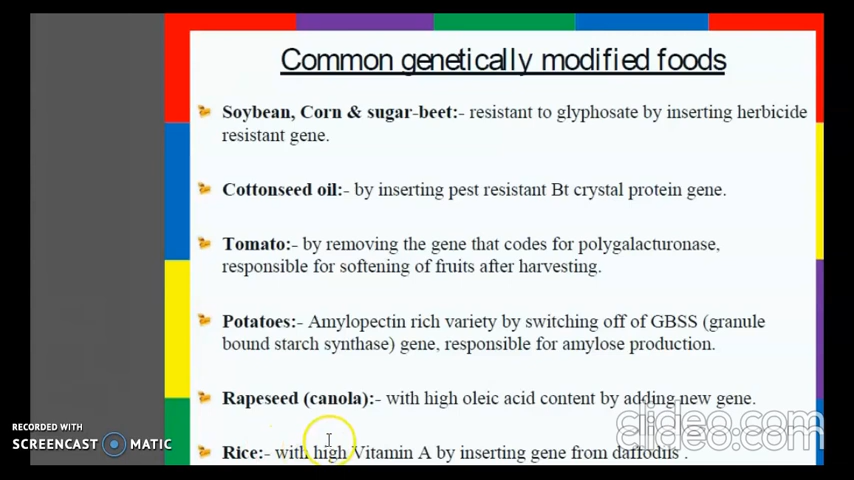 Common genetically modified foods
Soybean, Corn & sugar-beet:- resistant to glyphosate by inserting herbicide
resistant gene.
Cottonseed oil:- by inserting pest resistant Bt crystal protein gene.
Tomato:- by removing the gene that codes for polygalacturonase,
responsible for softening of fruits after harvesting.
Potatoes:- Amylopectin rich variety by switching off of GBSS (granule
bound starch synthase) gene, responsible for amylose production.
Rapeseed (canola):- with high oleic acid content by adding new gene.
clideo.com
clideo.com
Rice:- with high Vitamin A by inserting gene from daffodils .
RECORDED WITH
SCREENCAST MATIC